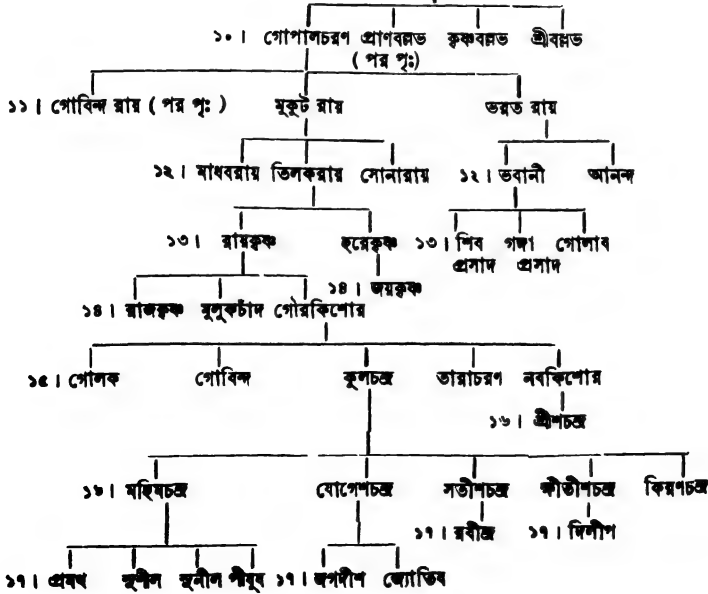 ১০। গোপালচরণ প্রাণবল্লভ কৃষ্ণবল্লভ শ্রীবল্লভ
( পর পৃঃ)
১১। গোবিন্দ রায় ( পর পৃঃ ) মুকুট রায় ভরত রায়
১২। মাধবরায় তিলকরায় সোনারায় ১২। ভবানী আনন্দ
১৩। রামকৃষ্ণ হরেকৃষ্ণ ১৩। শিব গঙ্গা গোলাব
প্রসাদ প্রসাদ
১৪। জয়কৃষ্ণ
১৪। রাজকৃষ্ণ মুলুকচাঁদ গৌরকিশোর
১৫। গোলক গোবিন্দ কুলচন্দ্র তারাচরণ নবকিশোর
১৬। শ্রীশচন্দ্র
১৬। মহিমচন্দ্র যোগেশচন্দ্র সতীশচন্দ্র ক্ষীতীশচন্দ্র কিরণচন্দ্র
১৭। রবীন্দ্র ১৭। দিলীপ
১৭। প্রমথ সুশীল সুনীল পীযুষ ১৭। জগদীশ জ্যোতিষ